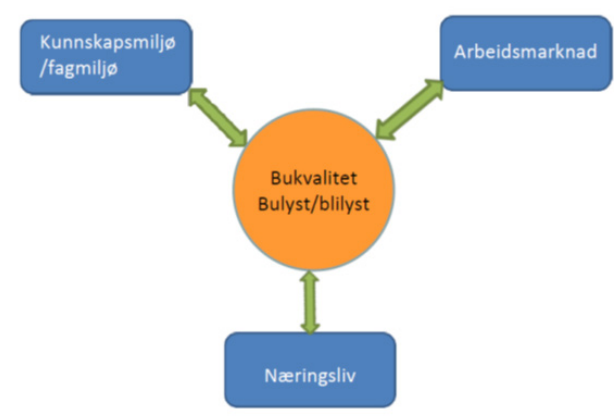 Kunnskapsmiljø
/fagmiljø
Arbeidsmarknad
Bukvalitet
Bulyst/blilyst
Næringsliv